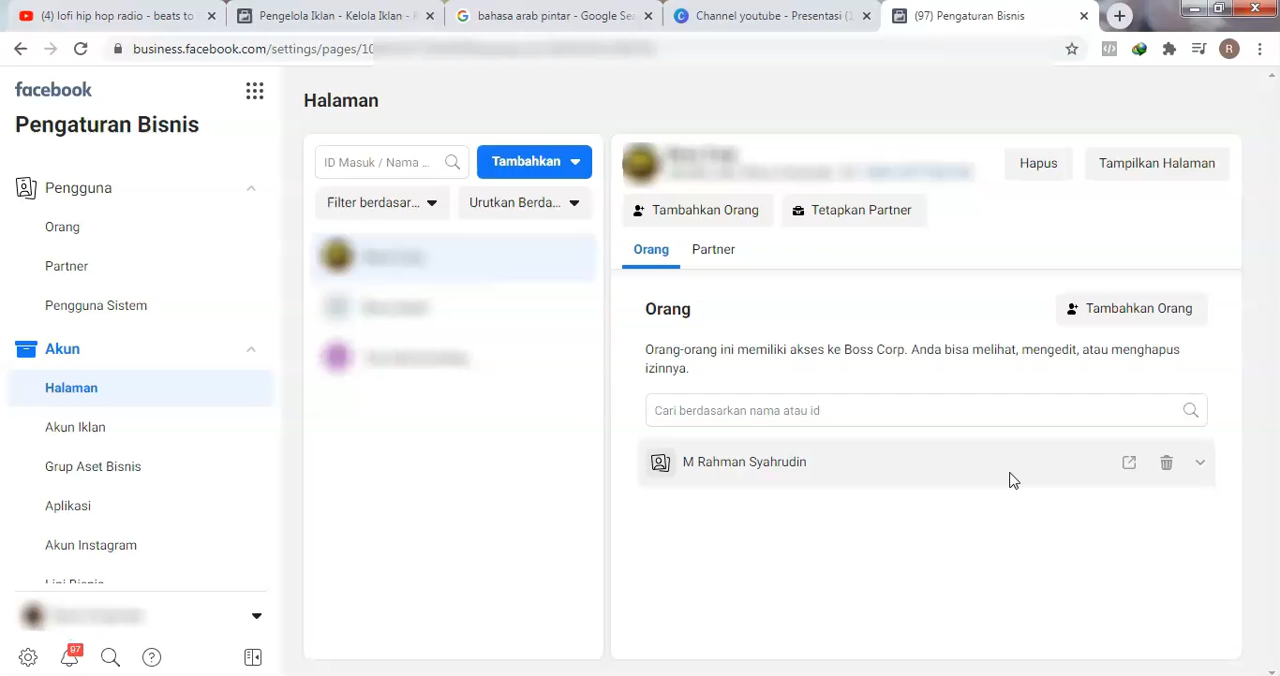 (4) lofi hip hop radio - beats to
Pengelola Iklan - Kelola Iklan -
bahasa arab pintar - Google Sea
Channel youtube - Presentasi (1
(97) Pengaturan Bisnis
business.facebook.com/settings/pages/10
R
facebook
Pengaturan Bisnis
Pengguna
Orang
Partner
Pengguna Sistem
Akun
Halaman
Akun Iklan
Grup Aset Bisnis
Aplikasi
Akun Instagram
Lini Bisnis
97
Halaman
ID Masuk / Nama ...
Tambahkan
Filter berdasar...
Urutkan Berda...
Hapus
Tampilkan Halaman
Tambahkan Orang
Tetapkan Partner
Orang
Partner
Orang
Tambahkan Orang
Orang-orang ini memiliki akses ke Boss Corp. Anda bisa melihat, mengedit, atau menghapus
izinnya.
Cari berdasarkan nama atau id
M Rahman Syahrudin